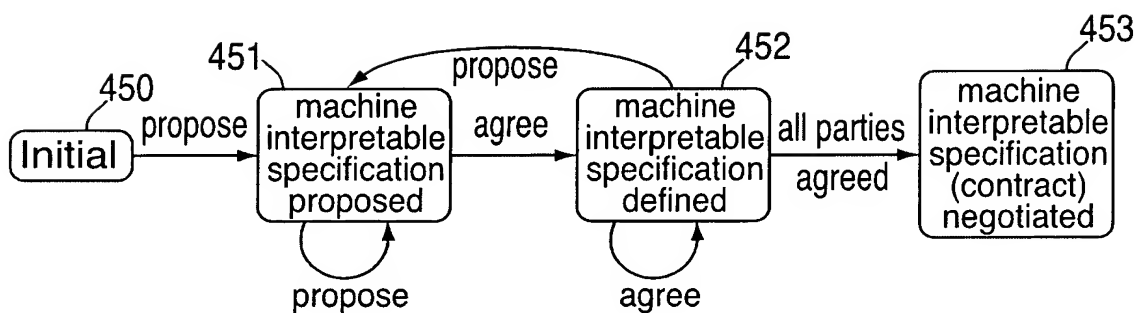 450
Initial
propose
451
machine
interpretable
specification
proposed
propose
propose
agree
452
machine
interpretable
specification
defined
agree
all parties
agreed
453
machine
interpretable
specification
(contract)
negotiated